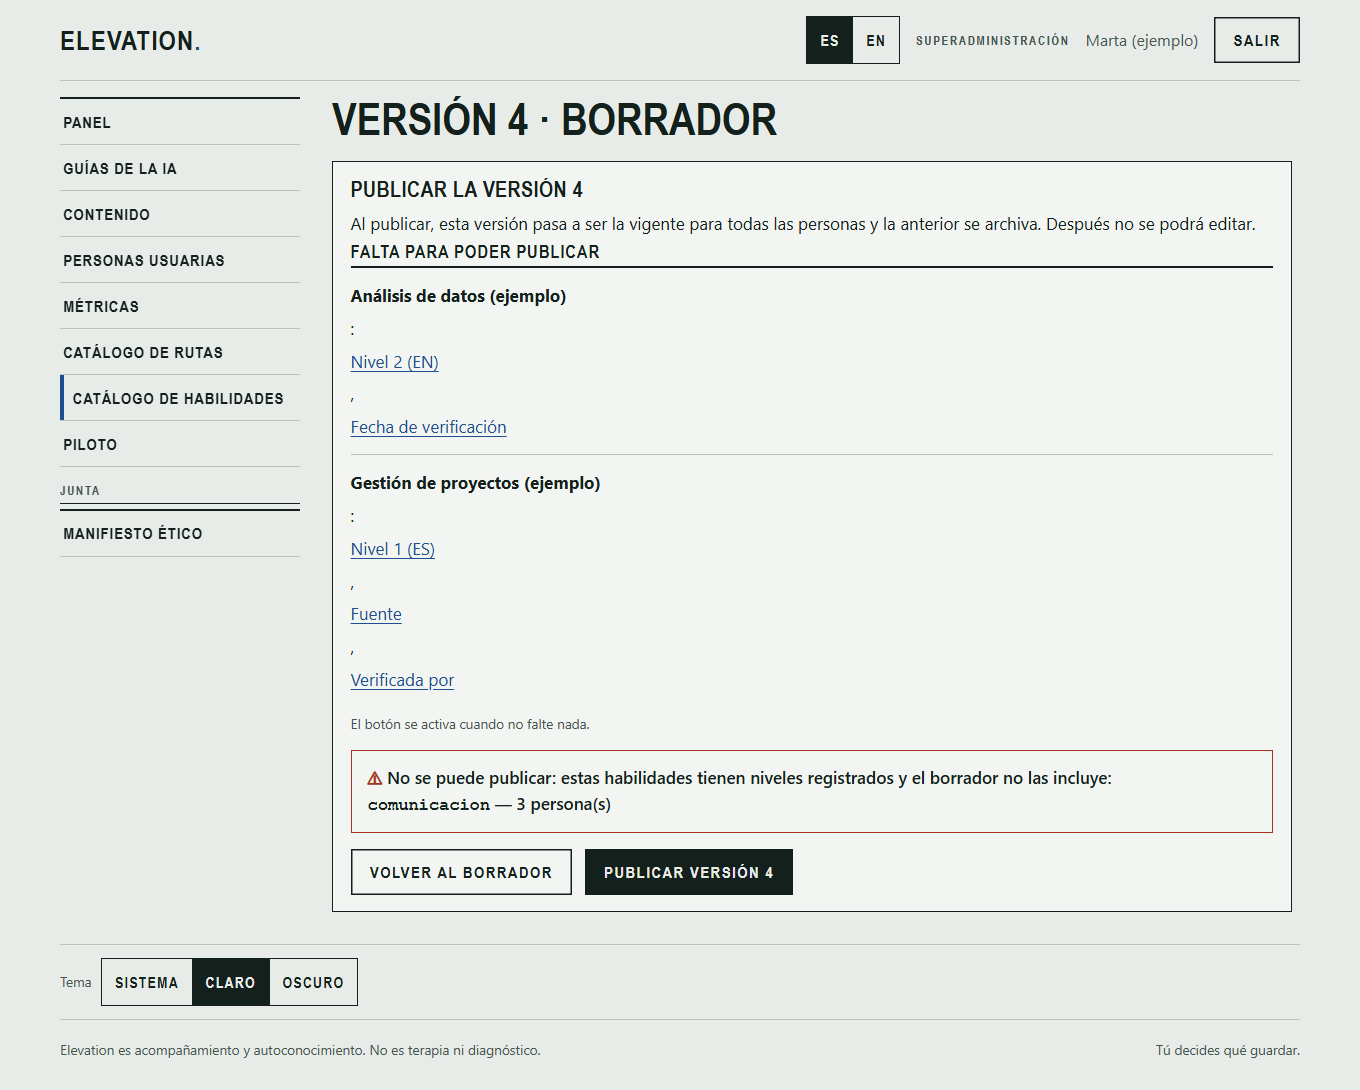 ELEVATION.
ES
EN
SUPERADMINISTRACIÓN
Marta (ejemplo)
SALIR
PANEL
GUÍAS DE LA IA
CONTENIDO
PERSONAS USUARIAS
MÉTRICAS
CATÁLOGO DE RUTAS
CATÁLOGO DE HABILIDADES
PILOTO
JUNTA
MANIFIESTO ÉTICO
VERSIÓN 4 · BORRADOR
PUBLICAR LA VERSIÓN 4
Al publicar, esta versión pasa a ser la vigente para todas las personas y la anterior se archiva. Después no se podrá editar.
FALTA PARA PODER PUBLICAR
Análisis de datos (ejemplo)
:
Nivel 2 (EN)
,
Fecha de verificación
Gestión de proyectos (ejemplo)
:
Nivel 1 (ES)
,
Fuente
,
Verificada por
El botón se activa cuando no falte nada.
⚠ No se puede publicar: estas habilidades tienen niveles registrados y el borrador no las incluye:
comunicacion — 3 persona(s)
VOLVER AL BORRADOR
PUBLICAR VERSIÓN 4
Tema
SISTEMA
CLARO
OSCURO
Elevation es acompañamiento y autoconocimiento. No es terapia ni diagnóstico.
Tú decides qué guardar.